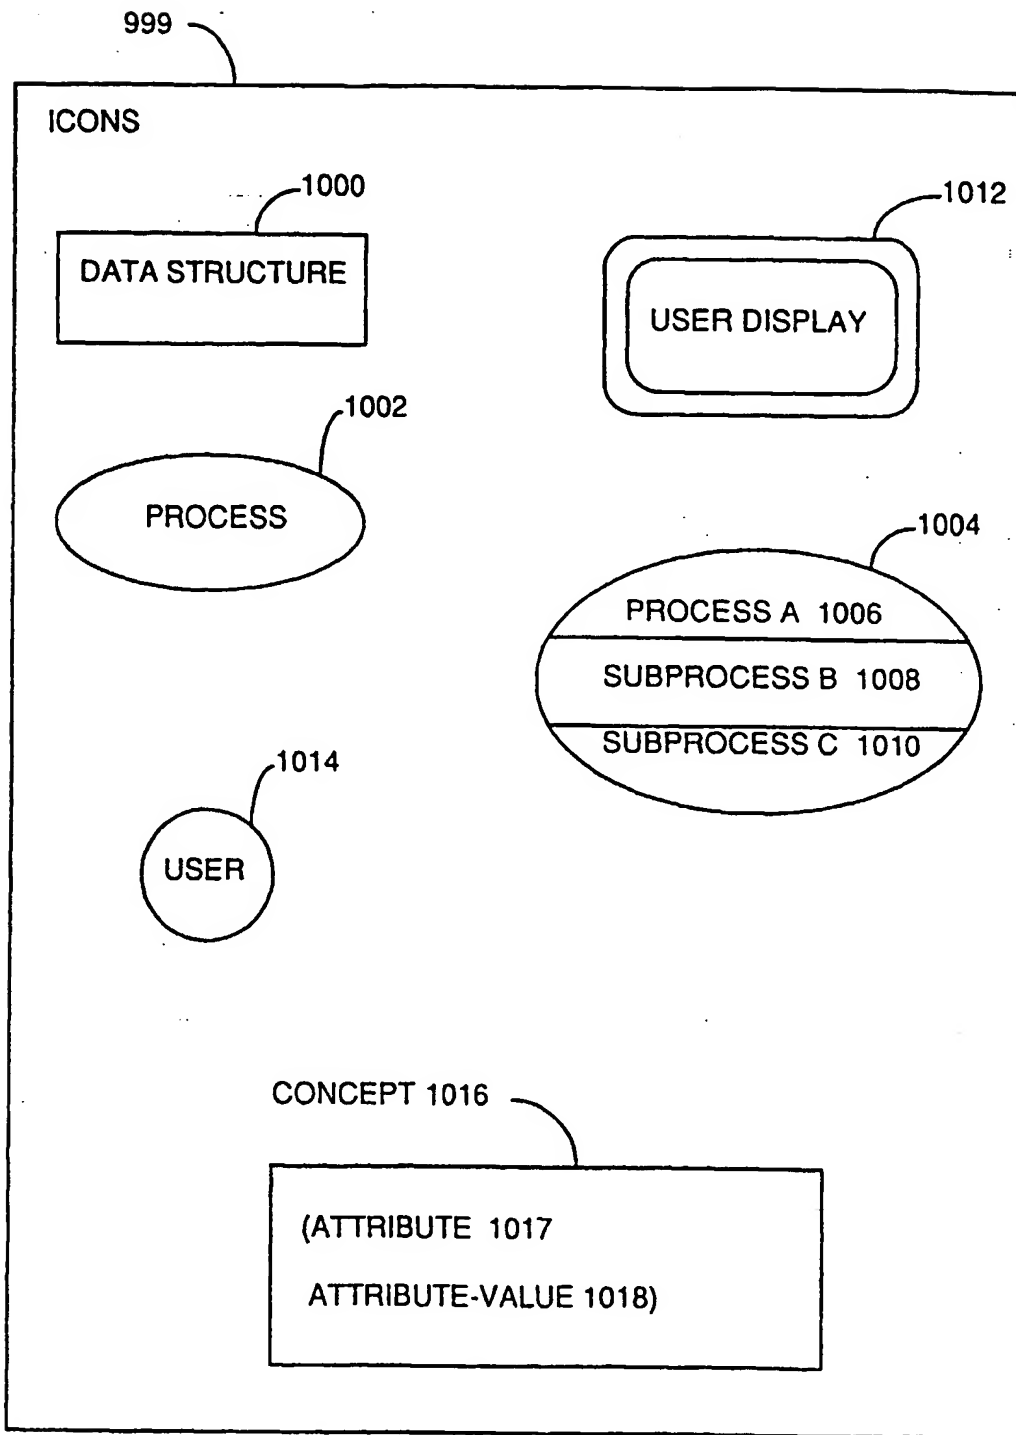 999
ICONS
1000
DATA STRUCTURE
1012
USER DISPLAY
1002
PROCESS
1004
PROCESS A 1006
SUBPROCESS B 1008
SUBPROCESS C 1010
1014
USER
CONCEPT 1016
(ATTRIBUTE 1017
ATTRIBUTE-VALUE 1018)